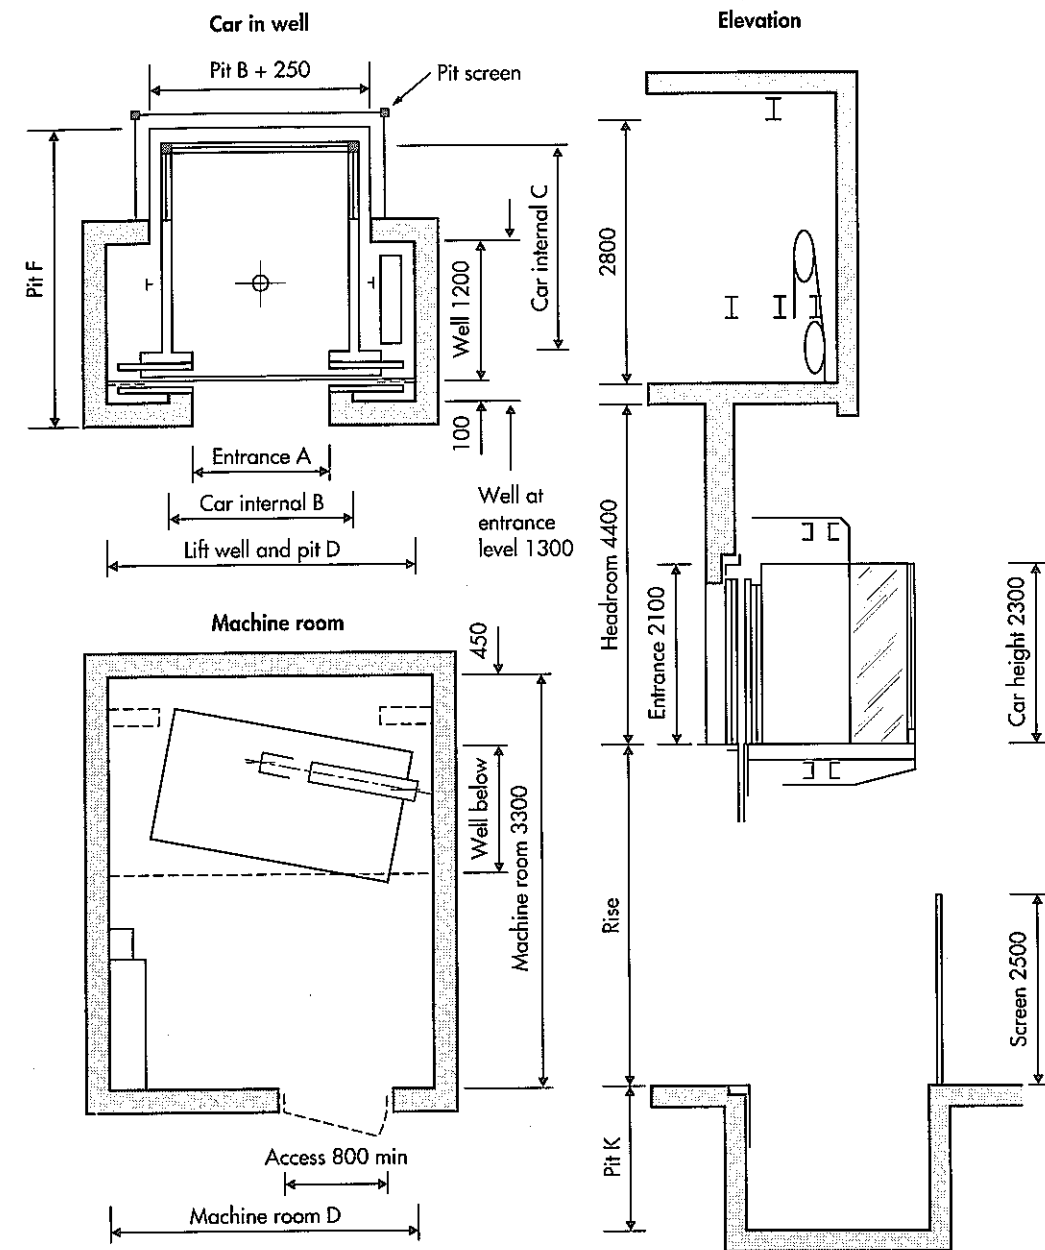 Car in well
Pit B + 250
Pit screen
Pit F
Well 1200
Car internal C
100
Entrance A
Car internal B
Lift well and pit D
Well at
entrance
level 1300
Machine room
450
Well below
Machine room 3300
Access 800 min
Machine room D
Elevation
2800
Headroom 4400
Entrance 2100
Car height 2300
Rise
Screen 2500
Pit K